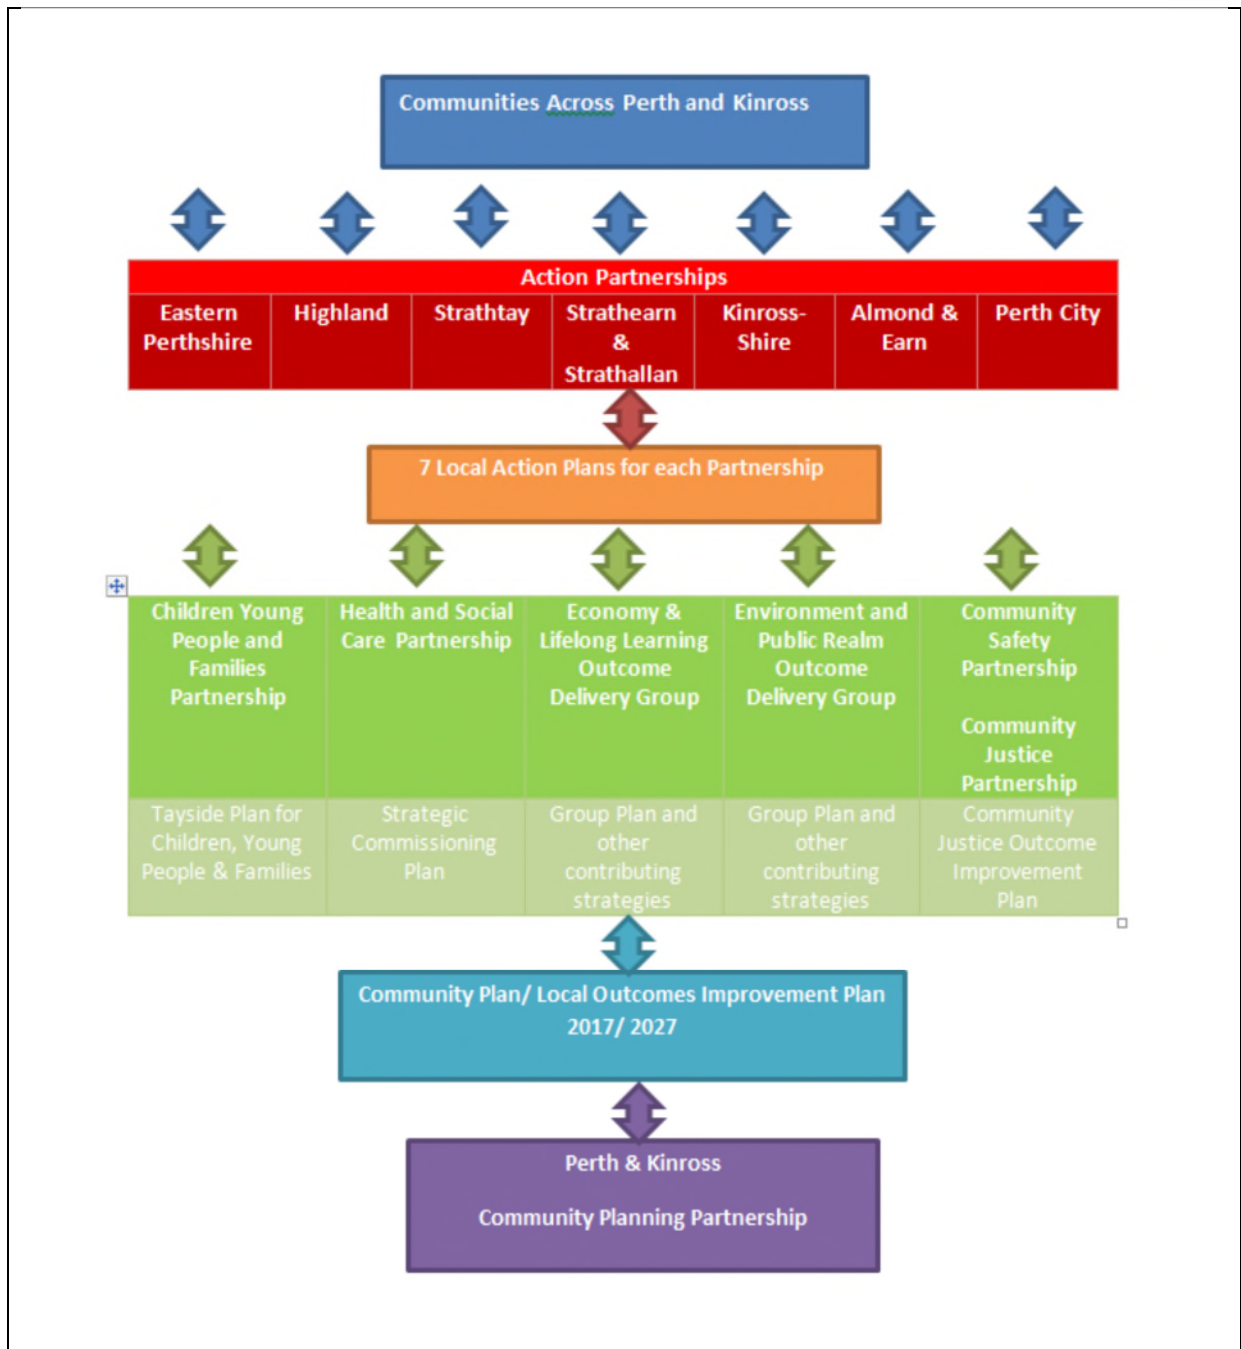 Communities Across Perth and Kinross
Action Partnerships
Eastern
Perthshire
Highland
Strathtay
Strathearn
&
Strathallan
Kinross-
Shire
Almond &
Earn
Perth City
7 Local Action Plans for each Partnership
Children Young
People and
Families
Partnership
Health and Social
Care Partnership
Economy &
Lifelong Learning
Outcome
Delivery Group
Environment and
Public Realm
Outcome
Delivery Group
Community
Safety
Partnership
Community
Justice
Partnership
Tayside Plan for
Children, Young
People & Families
Strategic
Commissioning
Plan
Group Plan and
other
contributing
strategies
Group Plan and
other
contributing
strategies
Community
Justice Outcome
Improvement
Plan
Community Plan/ Local Outcomes Improvement Plan
2017/ 2027
Perth & Kinross
Community Planning Partnership